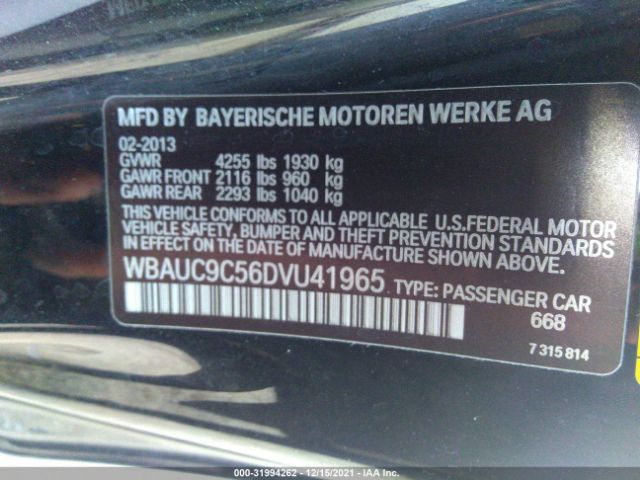 MFD BY BAYERISCHE MOTOREN WERKE AG
02-2013
GVWR 4255 lbs 1930 kg
GAWR FRONT 2116 lbs 960 kg
GAWR REAR 2293 lbs 1040 kg
THIS VEHICLE CONFORMS TO ALL APPLICABLE U.S.FEDERAL MOTOR
VEHICLE SAFETY, BUMPER AND THEFT PREVENTION STANDARDS
IN EFFECT ON THE DATE OF MANUFACTURE SHOWN ABOVE.
WBAUC9C56DVU41965 TYPE: PASSENGER CAR
668
7 315 814
000-31994262 - 12/15/2021 - IAA Inc.